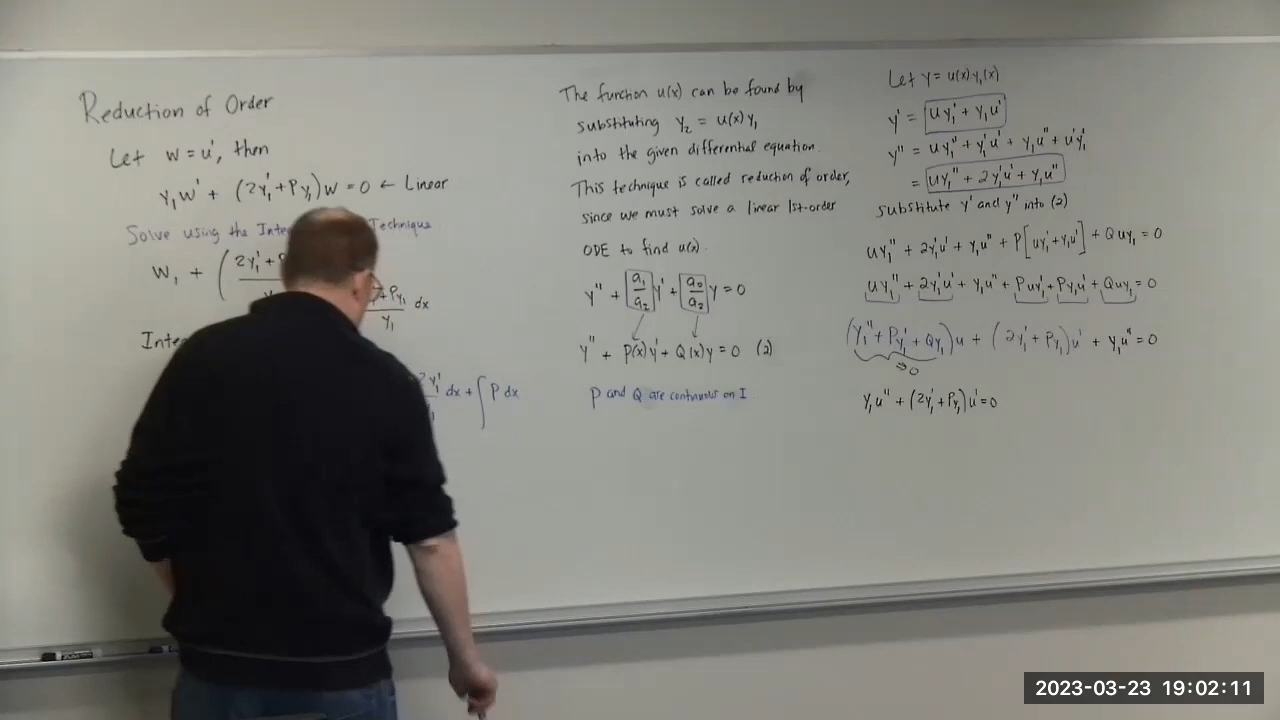 Reduction of Order
Let w = u', then
y₁w' + (2y₁' + Py₁)w = 0 ← Linear
Solve using the Technique
W₁ +
dx
y₁
2y₁' dx + ∫ P dx
The function u(x) can be found by
substituting y₂ = u(x)y₁
into the given differential equation.
This technique is called reduction of order,
since we must solve a linear 1st-order
ODE to find u(x).
y'' + [a₁/a₂]y' + [a₀/a₂]y = 0
y'' + P(x)y' + Q(x)y = 0 (2)
P and Q are continuous on I
Let y = u(x)y₁(x)
y' = uy₁' + y₁u'
y'' = uy₁'' + y₁'u' + y₁u'' + u'y₁'
= uy₁'' + 2y₁'u' + y₁u''
substitute y' and y'' into (2)
uy₁'' + 2y₁'u' + y₁u'' + P[uy₁' + y₁u'] + Quy₁ = 0
uy₁'' + 2y₁'u' + y₁u'' + Puy₁' + Py₁u' + Quy₁ = 0
(y₁'' + Py₁' + Qy₁)u + (2y₁' + Py₁)u' + y₁u'' = 0
⇒ 0
y₁u'' + (2y₁' + Py₁)u' = 0
2023-03-23 19:02:11